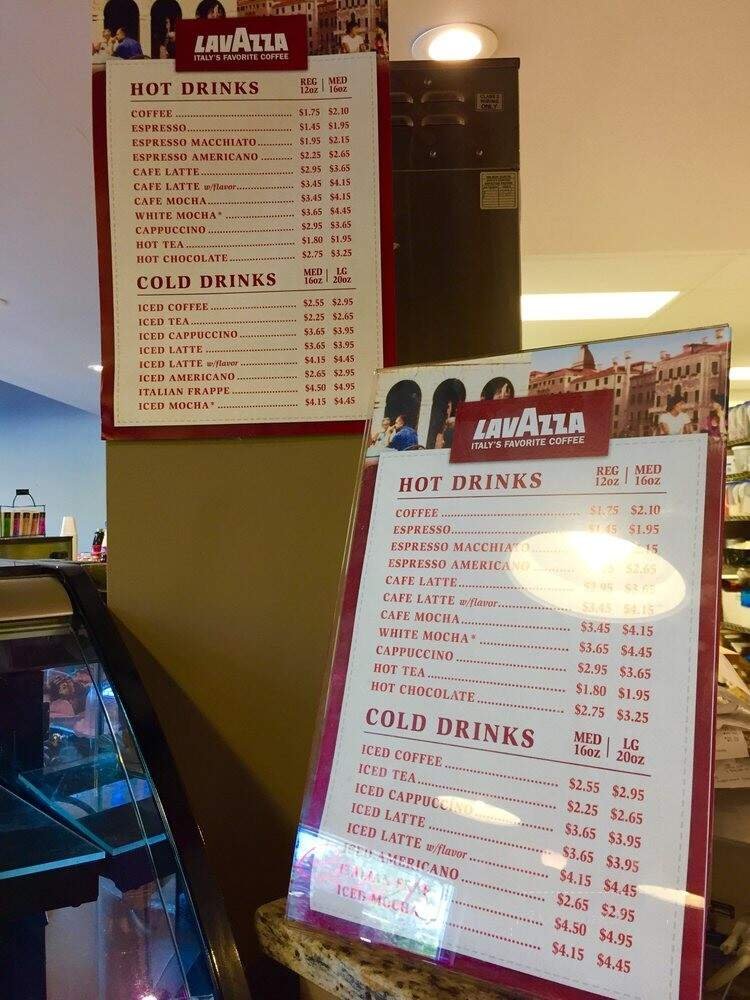 LAVAZZA
ITALY'S FAVORITE COFFEE
HOT DRINKS REG 12oz | MED 16oz
COFFEE $1.75 $2.10
ESPRESSO $1.45 $1.95
ESPRESSO MACCHIATO $1.95 $2.15
ESPRESSO AMERICANO $2.25 $2.65
CAFE LATTE $2.95 $3.65
CAFE LATTE w/flavor $3.45 $4.15
CAFE MOCHA $3.45 $4.15
WHITE MOCHA* $3.65 $4.45
CAPPUCCINO $2.95 $3.65
HOT TEA $1.80 $1.95
HOT CHOCOLATE $2.75 $3.25
COLD DRINKS MED 16oz | LG 20oz
ICED COFFEE $2.55 $2.95
ICED TEA $2.25 $2.65
ICED CAPPUCCINO $3.65 $3.95
ICED LATTE $3.65 $3.95
ICED LATTE w/flavor $4.15 $4.45
ICED AMERICANO $2.65 $2.95
ITALIAN FRAPPE $4.50 $4.95
ICED MOCHA* $4.15 $4.45
LAVAZZA
ITALY'S FAVORITE COFFEE
HOT DRINKS REG 12oz | MED 16oz
COFFEE $1.75 $2.10
ESPRESSO $1.45 $1.95
ESPRESSO MACCHIATO 15
ESPRESSO AMERICANO $2.65
CAFE LATTE $2.95 $3.65
CAFE LATTE w/flavor $3.45 $4.15
CAFE MOCHA $3.45 $4.15
WHITE MOCHA* $3.65 $4.45
CAPPUCCINO $2.95 $3.65
HOT TEA $1.80 $1.95
HOT CHOCOLATE $2.75 $3.25
COLD DRINKS MED 16oz | LG 20oz
ICED COFFEE $2.55 $2.95
ICED TEA $2.25 $2.65
ICED CAPPUCCINO $3.65 $3.95
ICED LATTE $3.65 $3.95
ICED LATTE w/flavor $4.15 $4.45
ICED AMERICANO $2.65 $2.95
ITALIAN $4.50 $4.95
ICED MOCHA $4.15 $4.45